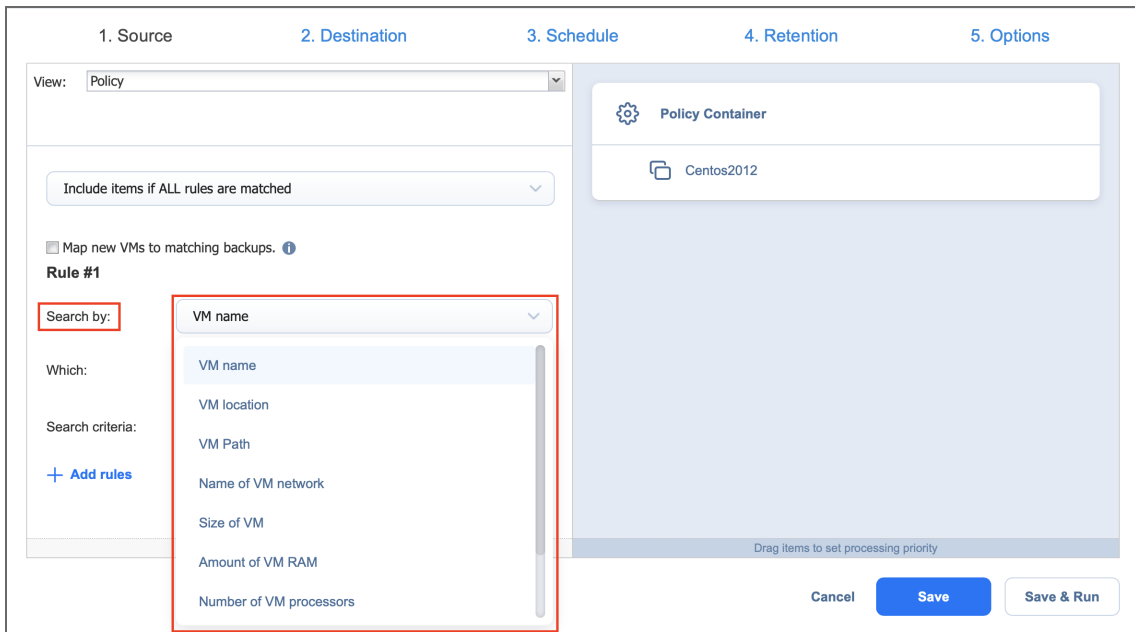 1. Source
2. Destination
3. Schedule
4. Retention
5. Options
View:
Policy
Include items if ALL rules are matched
Map new VMs to matching backups.
Rule #1
Search by:
VM name
VM name
VM location
VM Path
Name of VM network
Size of VM
Amount of VM RAM
Number of VM processors
Which:
Search criteria:
+ Add rules
Policy Container
Centos2012
Drag items to set processing priority
Cancel
Save
Save & Run